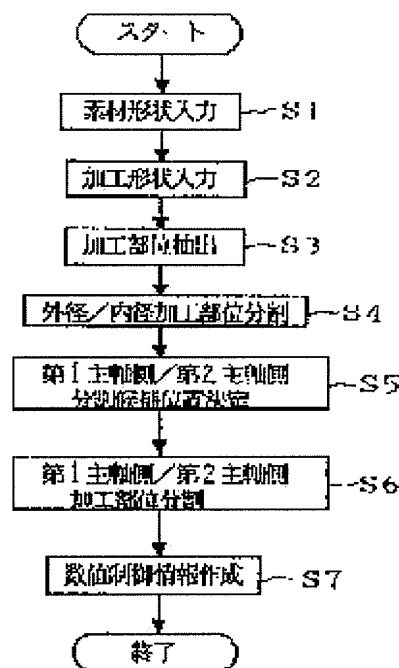 スタート
素材形状入力 S1
加工形状入力 S2
加工部位抽出 S3
外径／内径加工部位分割 S4
第1主軸側／第2主軸側
分割候補位置決定 S5
第1主軸側／第2主軸側
加工部位分割 S6
数値制御情報作成 S7
終了